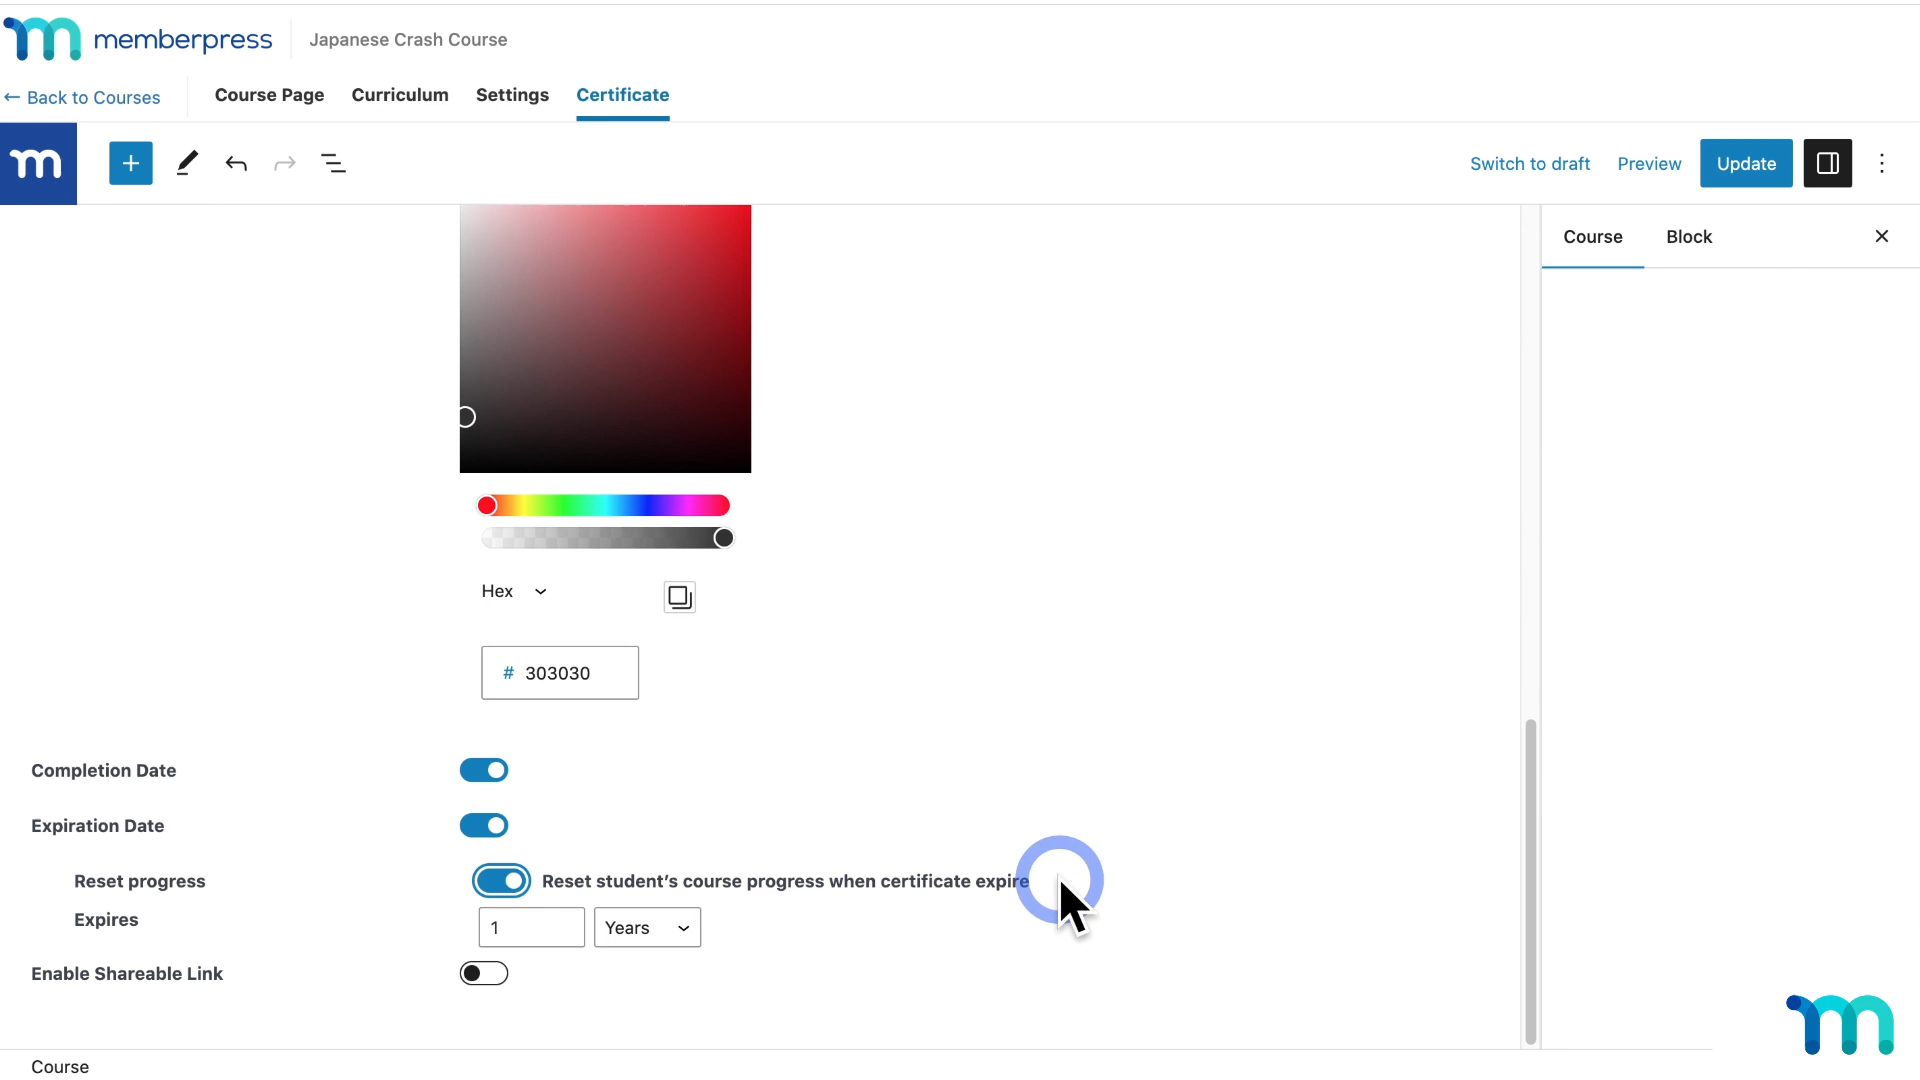 memberpress
Japanese Crash Course
← Back to Courses
Course Page
Curriculum
Settings
Certificate
Switch to draft
Preview
Update
Course
Block
Hex
# 303030
Completion Date
Expiration Date
Reset progress
Reset student's course progress when certificate expire
Expires
1
Years
Enable Shareable Link
Course